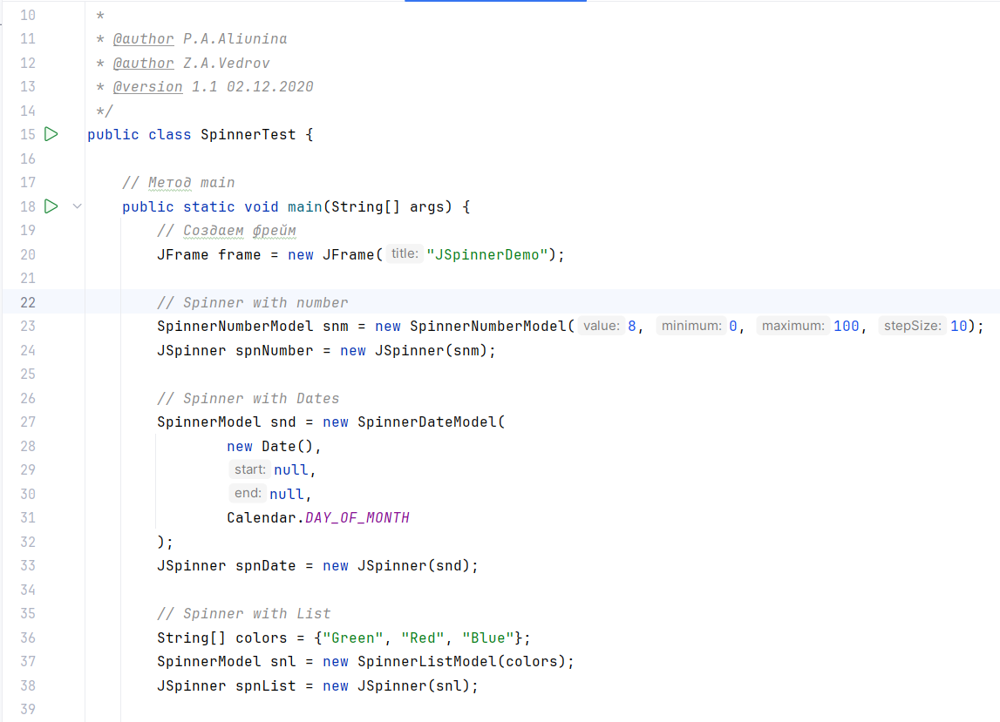 10 *
11 * @author P.A.Aliunina
12 * @author Z.A.Vedrov
13 * @version 1.1 02.12.2020
14 */
15 public class SpinnerTest {
16
17 // Метод main
18 public static void main(String[] args) {
19 // Создаем фрейм
20 JFrame frame = new JFrame( title: "JSpinnerDemo");
21
22 // Spinner with number
23 SpinnerNumberModel snm = new SpinnerNumberModel( value: 8, minimum: 0, maximum: 100, stepSize: 10);
24 JSpinner spnNumber = new JSpinner(snm);
25
26 // Spinner with Dates
27 SpinnerModel snd = new SpinnerDateModel(
28 new Date(),
29 start: null,
30 end: null,
31 Calendar.DAY_OF_MONTH
32 );
33 JSpinner spnDate = new JSpinner(snd);
34
35 // Spinner with List
36 String[] colors = {"Green", "Red", "Blue"};
37 SpinnerModel snl = new SpinnerListModel(colors);
38 JSpinner spnList = new JSpinner(snl);
39